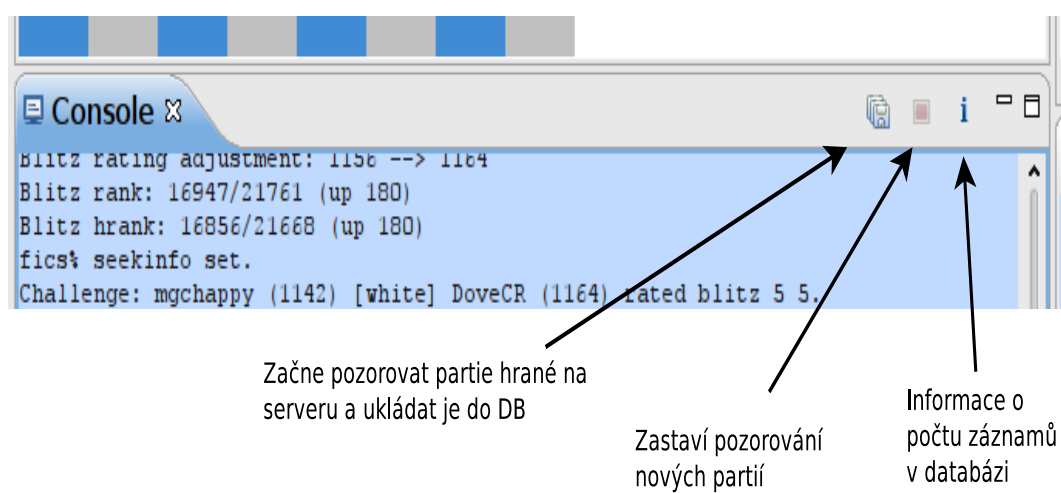 Console
Blitz rating adjustment: 1156 --> 1164
Blitz rank: 16947/21761 (up 180)
Blitz hrank: 16856/21668 (up 180)
fics% seekinfo set.
Challenge: mgchappy (1142) [white] DoveCR (1164) rated blitz 5 5.
Začne pozorovat partie hrané na
serveru a ukládat je do DB
Zastaví pozorování
nových partií
Informace o
počtu záznamů
v databázi